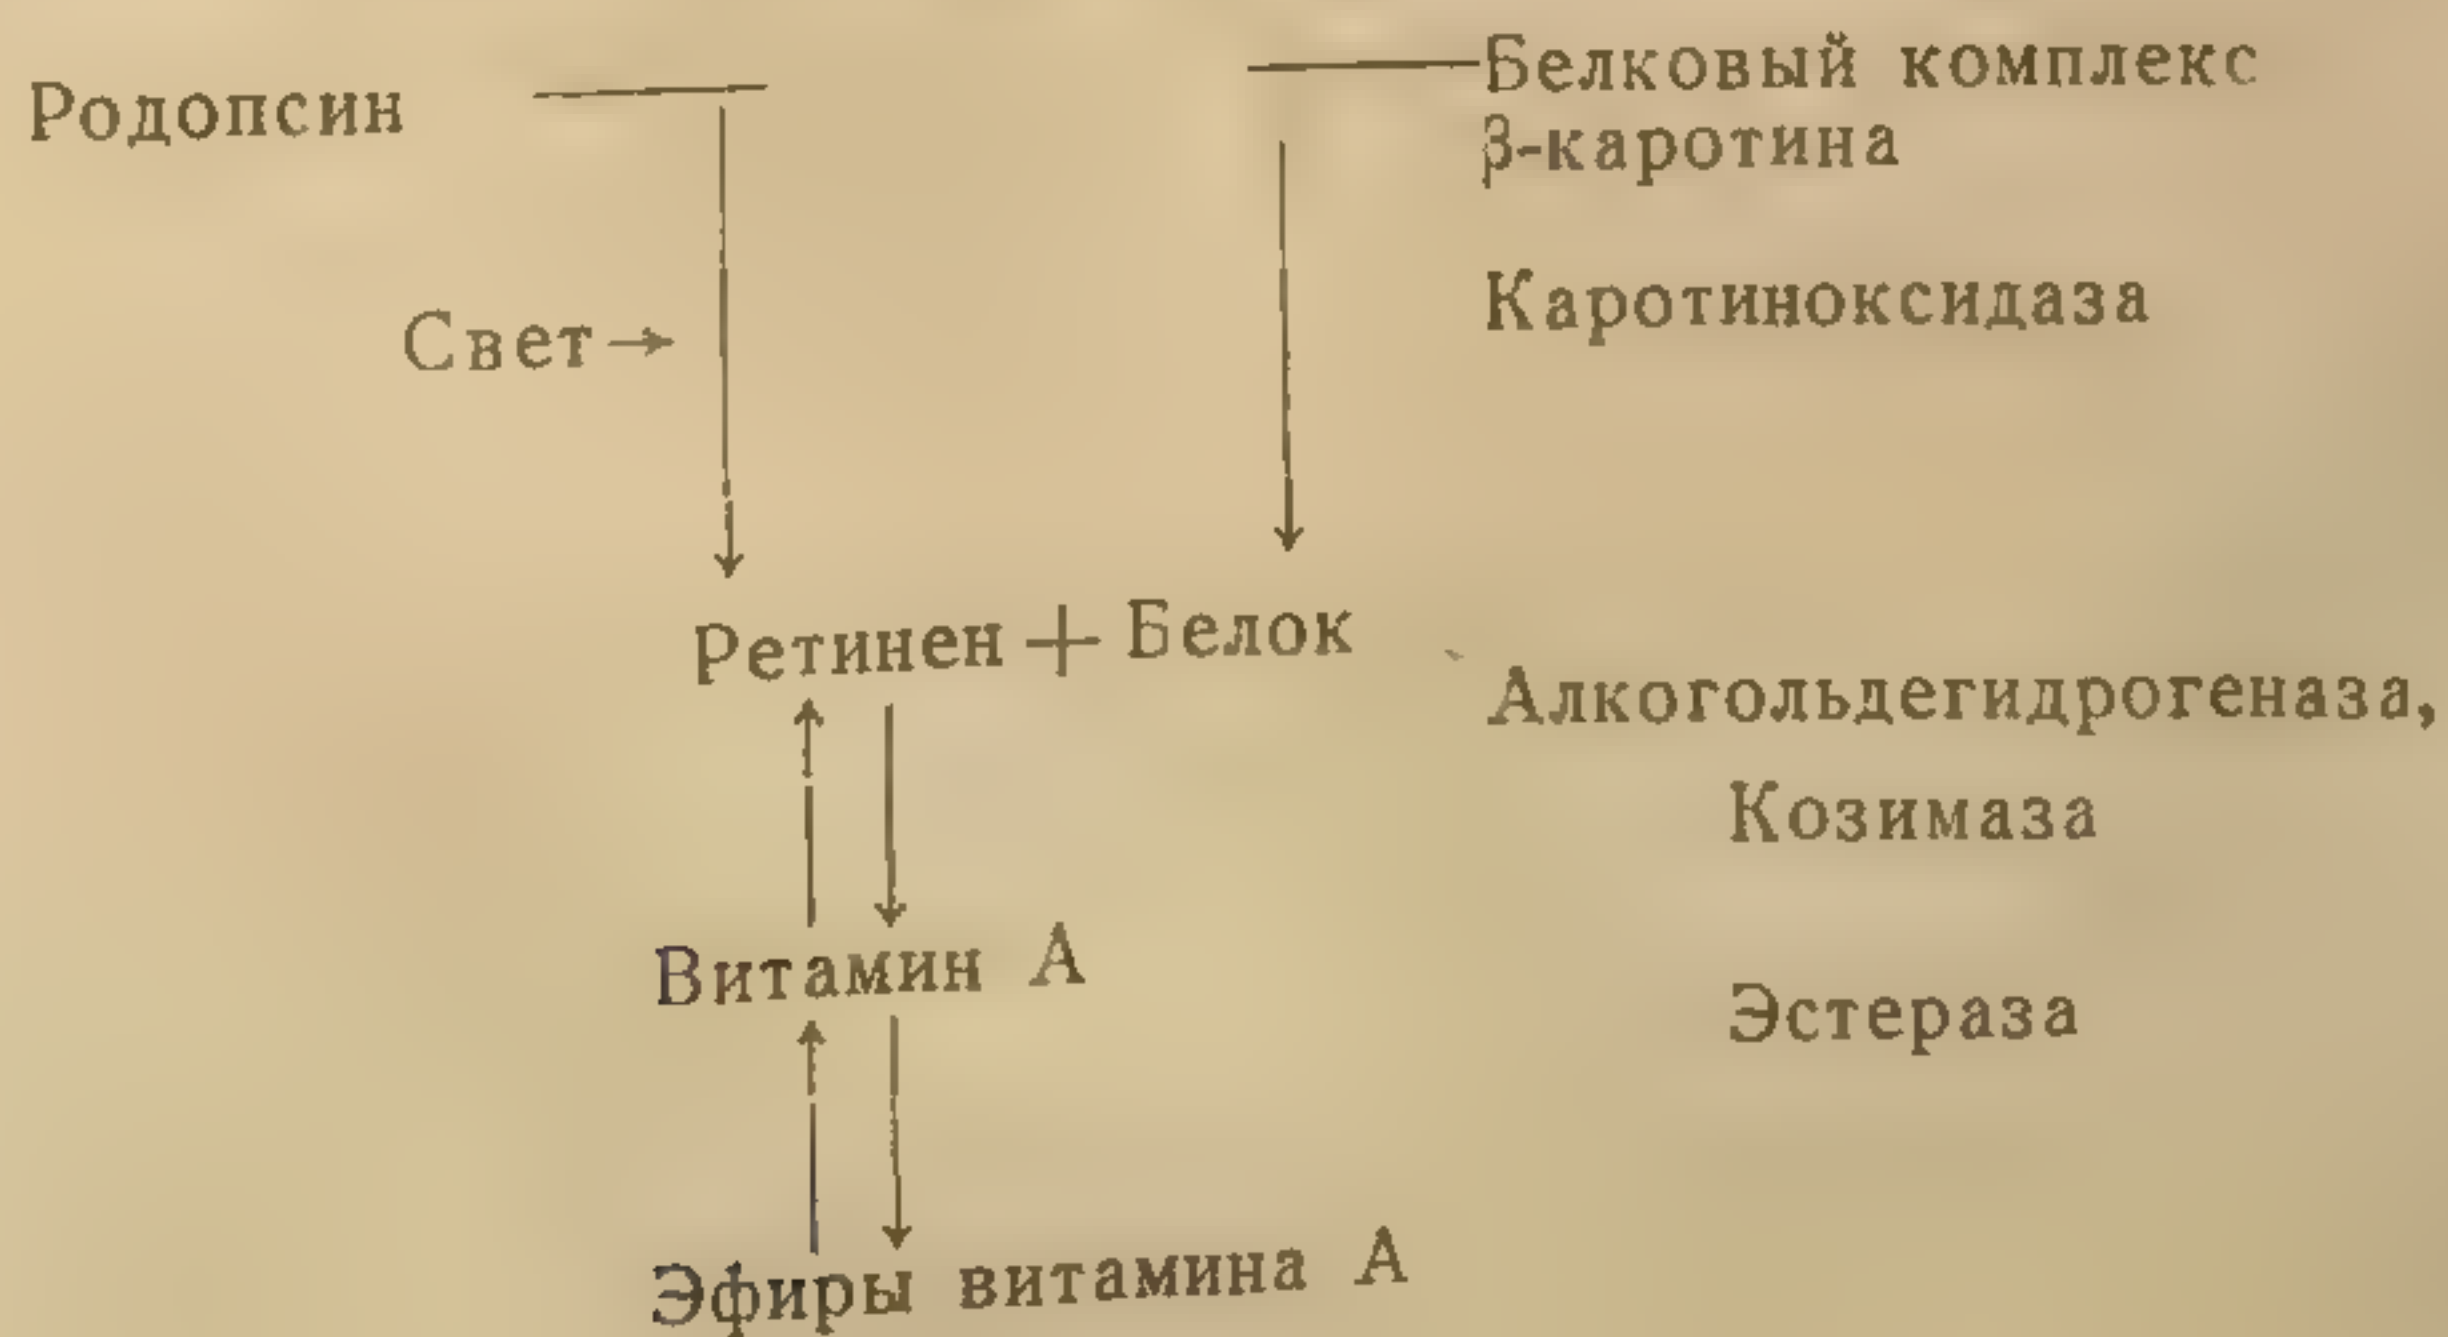 Родопсин
Белковый комплекс
β-каротина
Свет→
Каротиноксидаза
Ретинен + Белок
Алкогольдегидрогеназа,
Козимаза
Витамин А
Эстераза
Эфиры витамина А